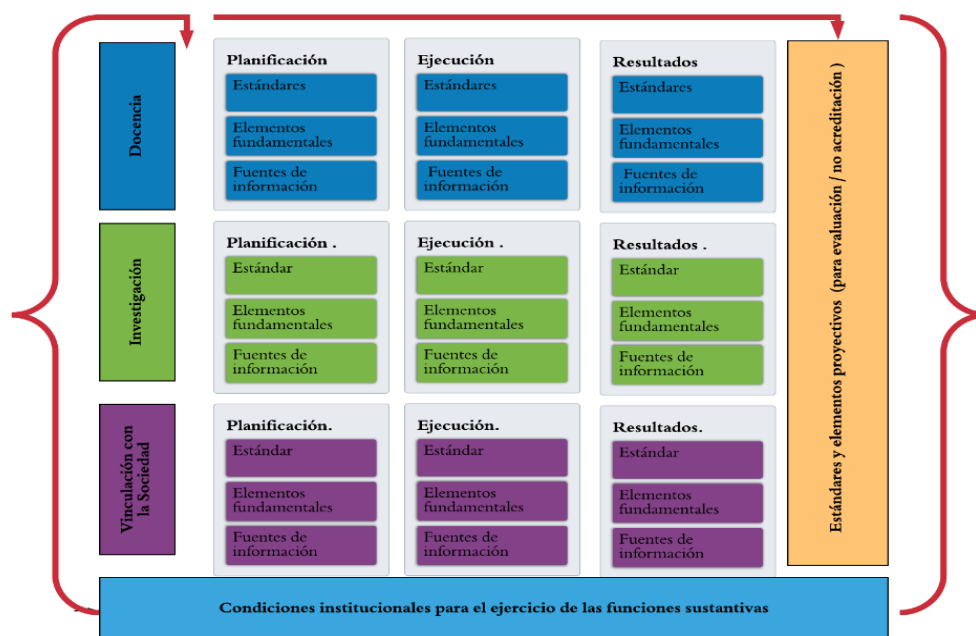 Docencia
Planificación
Estándares
Elementos
fundamentales
Fuentes de
información
Ejecución
Estándares
Elementos
fundamentales
Fuentes de
información
Resultados
Estándares
Elementos
fundamentales
Fuentes de
información
Investigación
Planificación .
Estándar
Elementos
fundamentales
Fuentes de
información
Ejecución .
Estándar
Elementos
fundamentales
Fuentes de
información
Resultados .
Estándar
Elementos
fundamentales
Fuentes de
información
Vinculación con
la Sociedad
Planificación.
Estándar
Elementos
fundamentales
Fuentes de
información
Ejecución.
Estándar
Elementos
fundamentales
Fuentes de
información
Resultados.
Estándar
Elementos
fundamentales
Fuentes de
información
Estándares y elementos proyectivos (para evaluación / no acreditación )
Condiciones institucionales para el ejercicio de las funciones sustantivas